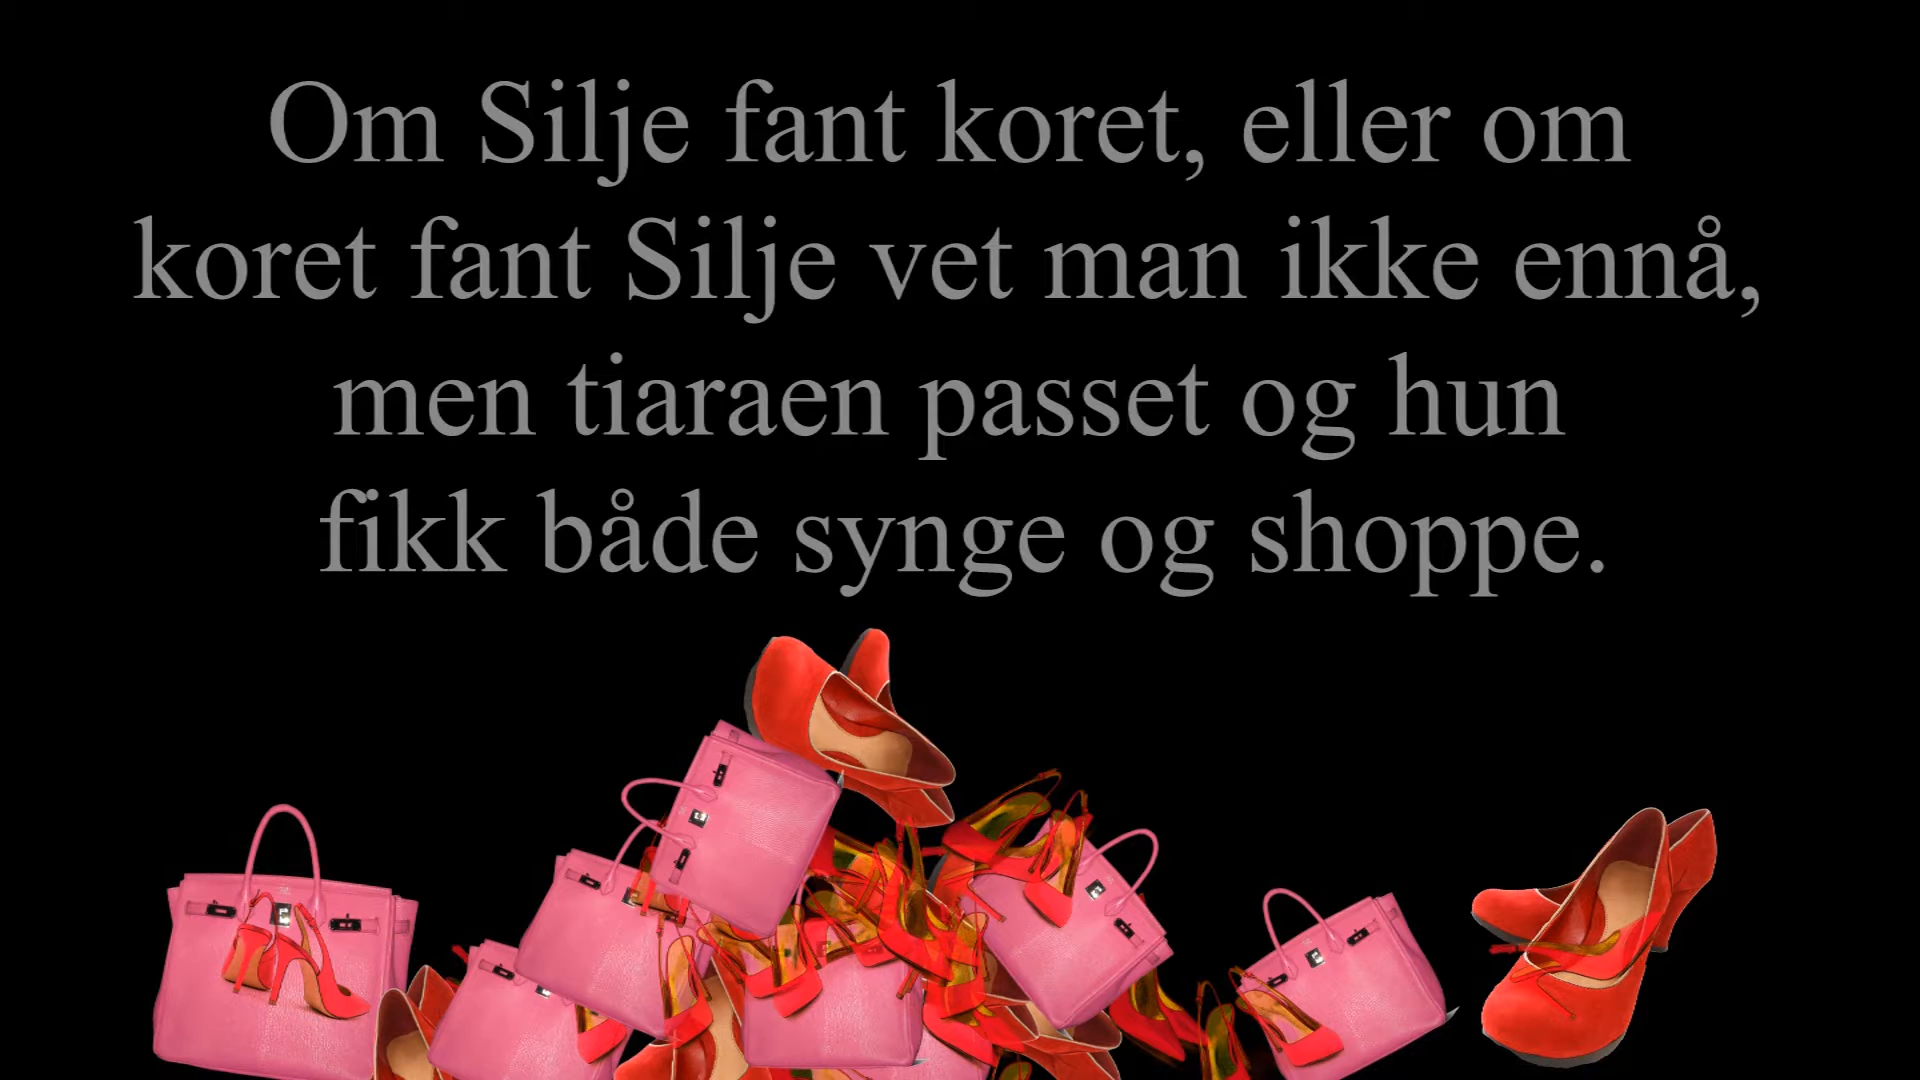 Om Silje fant koret, eller om
koret fant Silje vet man ikke ennå,
men tiaraen passet og hun
fikk både synge og shoppe.